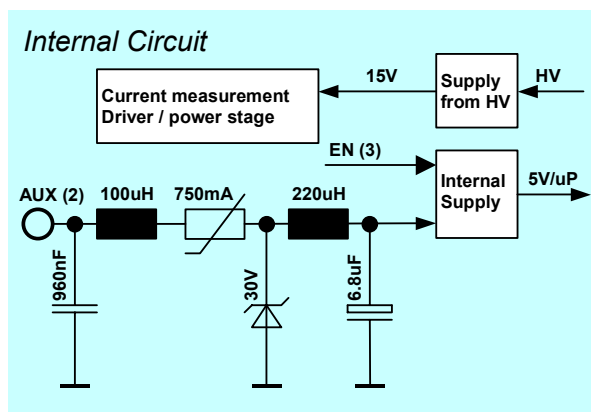 Internal Circuit
Current measurement
Driver / power stage
15V
Supply
from HV
HV
EN (3)
Internal
Supply
5V/uP
AUX (2)
100uH
750mA
220uH
960nF
30V
6.8uF